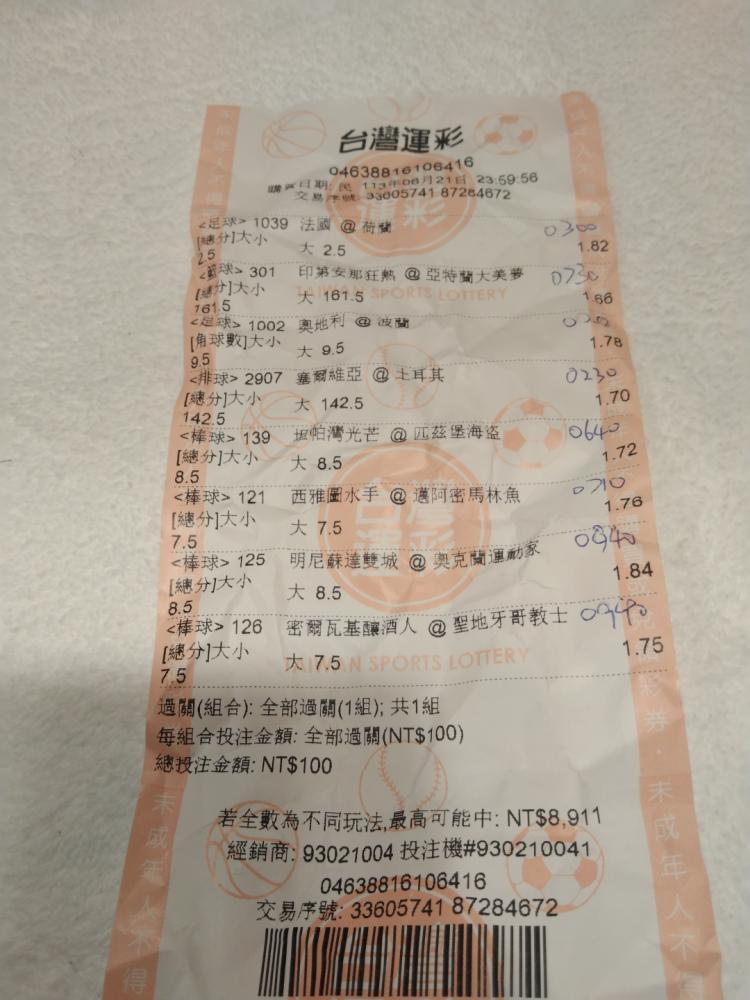 台灣運彩
04638816106416
購買日期: 民 113年06月21日 23:59:56
交易序號: 33605741 87284672
<足球> 1039 法國 @ 荷蘭 0300
[總分]大小 大 2.5 1.82
2.5
<籃球> 301 印第安那狂熱 @ 亞特蘭大美夢 0730
[總分]大小 大 161.5 1.66
161.5
<足球> 1002 奧地利 @ 波蘭
[角球數]大小 大 9.5 1.78
9.5
<排球> 2907 塞爾維亞 @ 土耳其 0230
[總分]大小 大 142.5 1.70
142.5
<棒球> 139 坦帕灣光芒 @ 匹茲堡海盜 0640
[總分]大小 大 8.5 1.72
8.5
<棒球> 121 西雅圖水手 @ 邁阿密馬林魚 0710
[總分]大小 大 7.5 1.76
7.5
<棒球> 125 明尼蘇達雙城 @ 奧克蘭運動家 0940
[總分]大小 大 8.5 1.84
8.5
<棒球> 126 密爾瓦基釀酒人 @ 聖地牙哥教士
[總分]大小 大 7.5 1.75
7.5
過關(組合): 全部過關(1組); 共1組
每組合投注金額: 全部過關(NT$100)
總投注金額: NT$100
若全數為不同玩法,最高可能中: NT$8,911
經銷商: 93021004 投注機#930210041
04638816106416
交易序號: 33605741 87284672
台灣運彩
TAIWAN SPORTS LOTTERY
未成年人不得